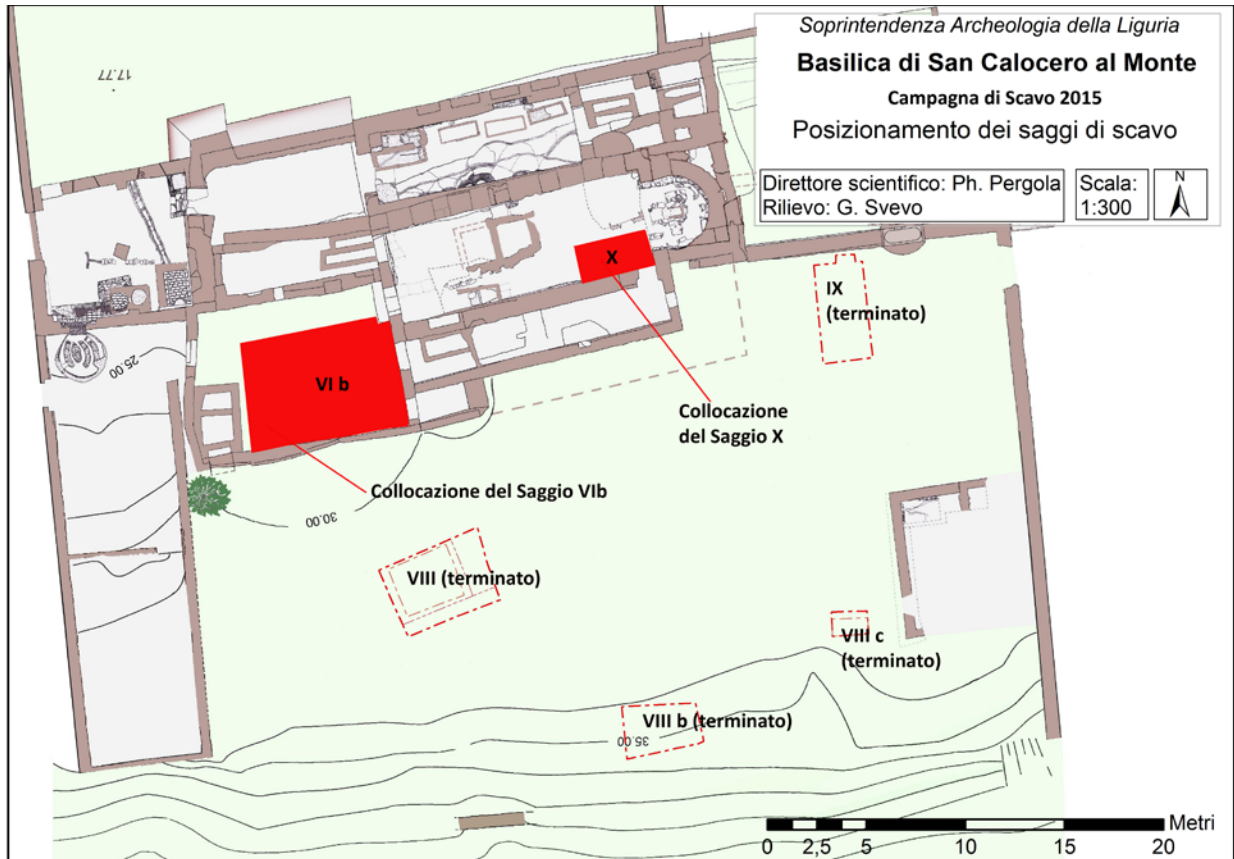 Soprintendenza Archeologia della Liguria
Basilica di San Calocero al Monte
Campagna di Scavo 2015
Posizionamento dei saggi di scavo
Direttore scientifico: Ph. Pergola
Rilievo: G. Svevo
Scala:
1:300
N
17.77
X
IX
(terminato)
25.00
VI b
Collocazione
del Saggio X
Collocazione del Saggio VIb
30.00
VIII (terminato)
VIII c
(terminato)
VIII b (terminato)
35.00
Metri
0 2,5 5 10 15 20